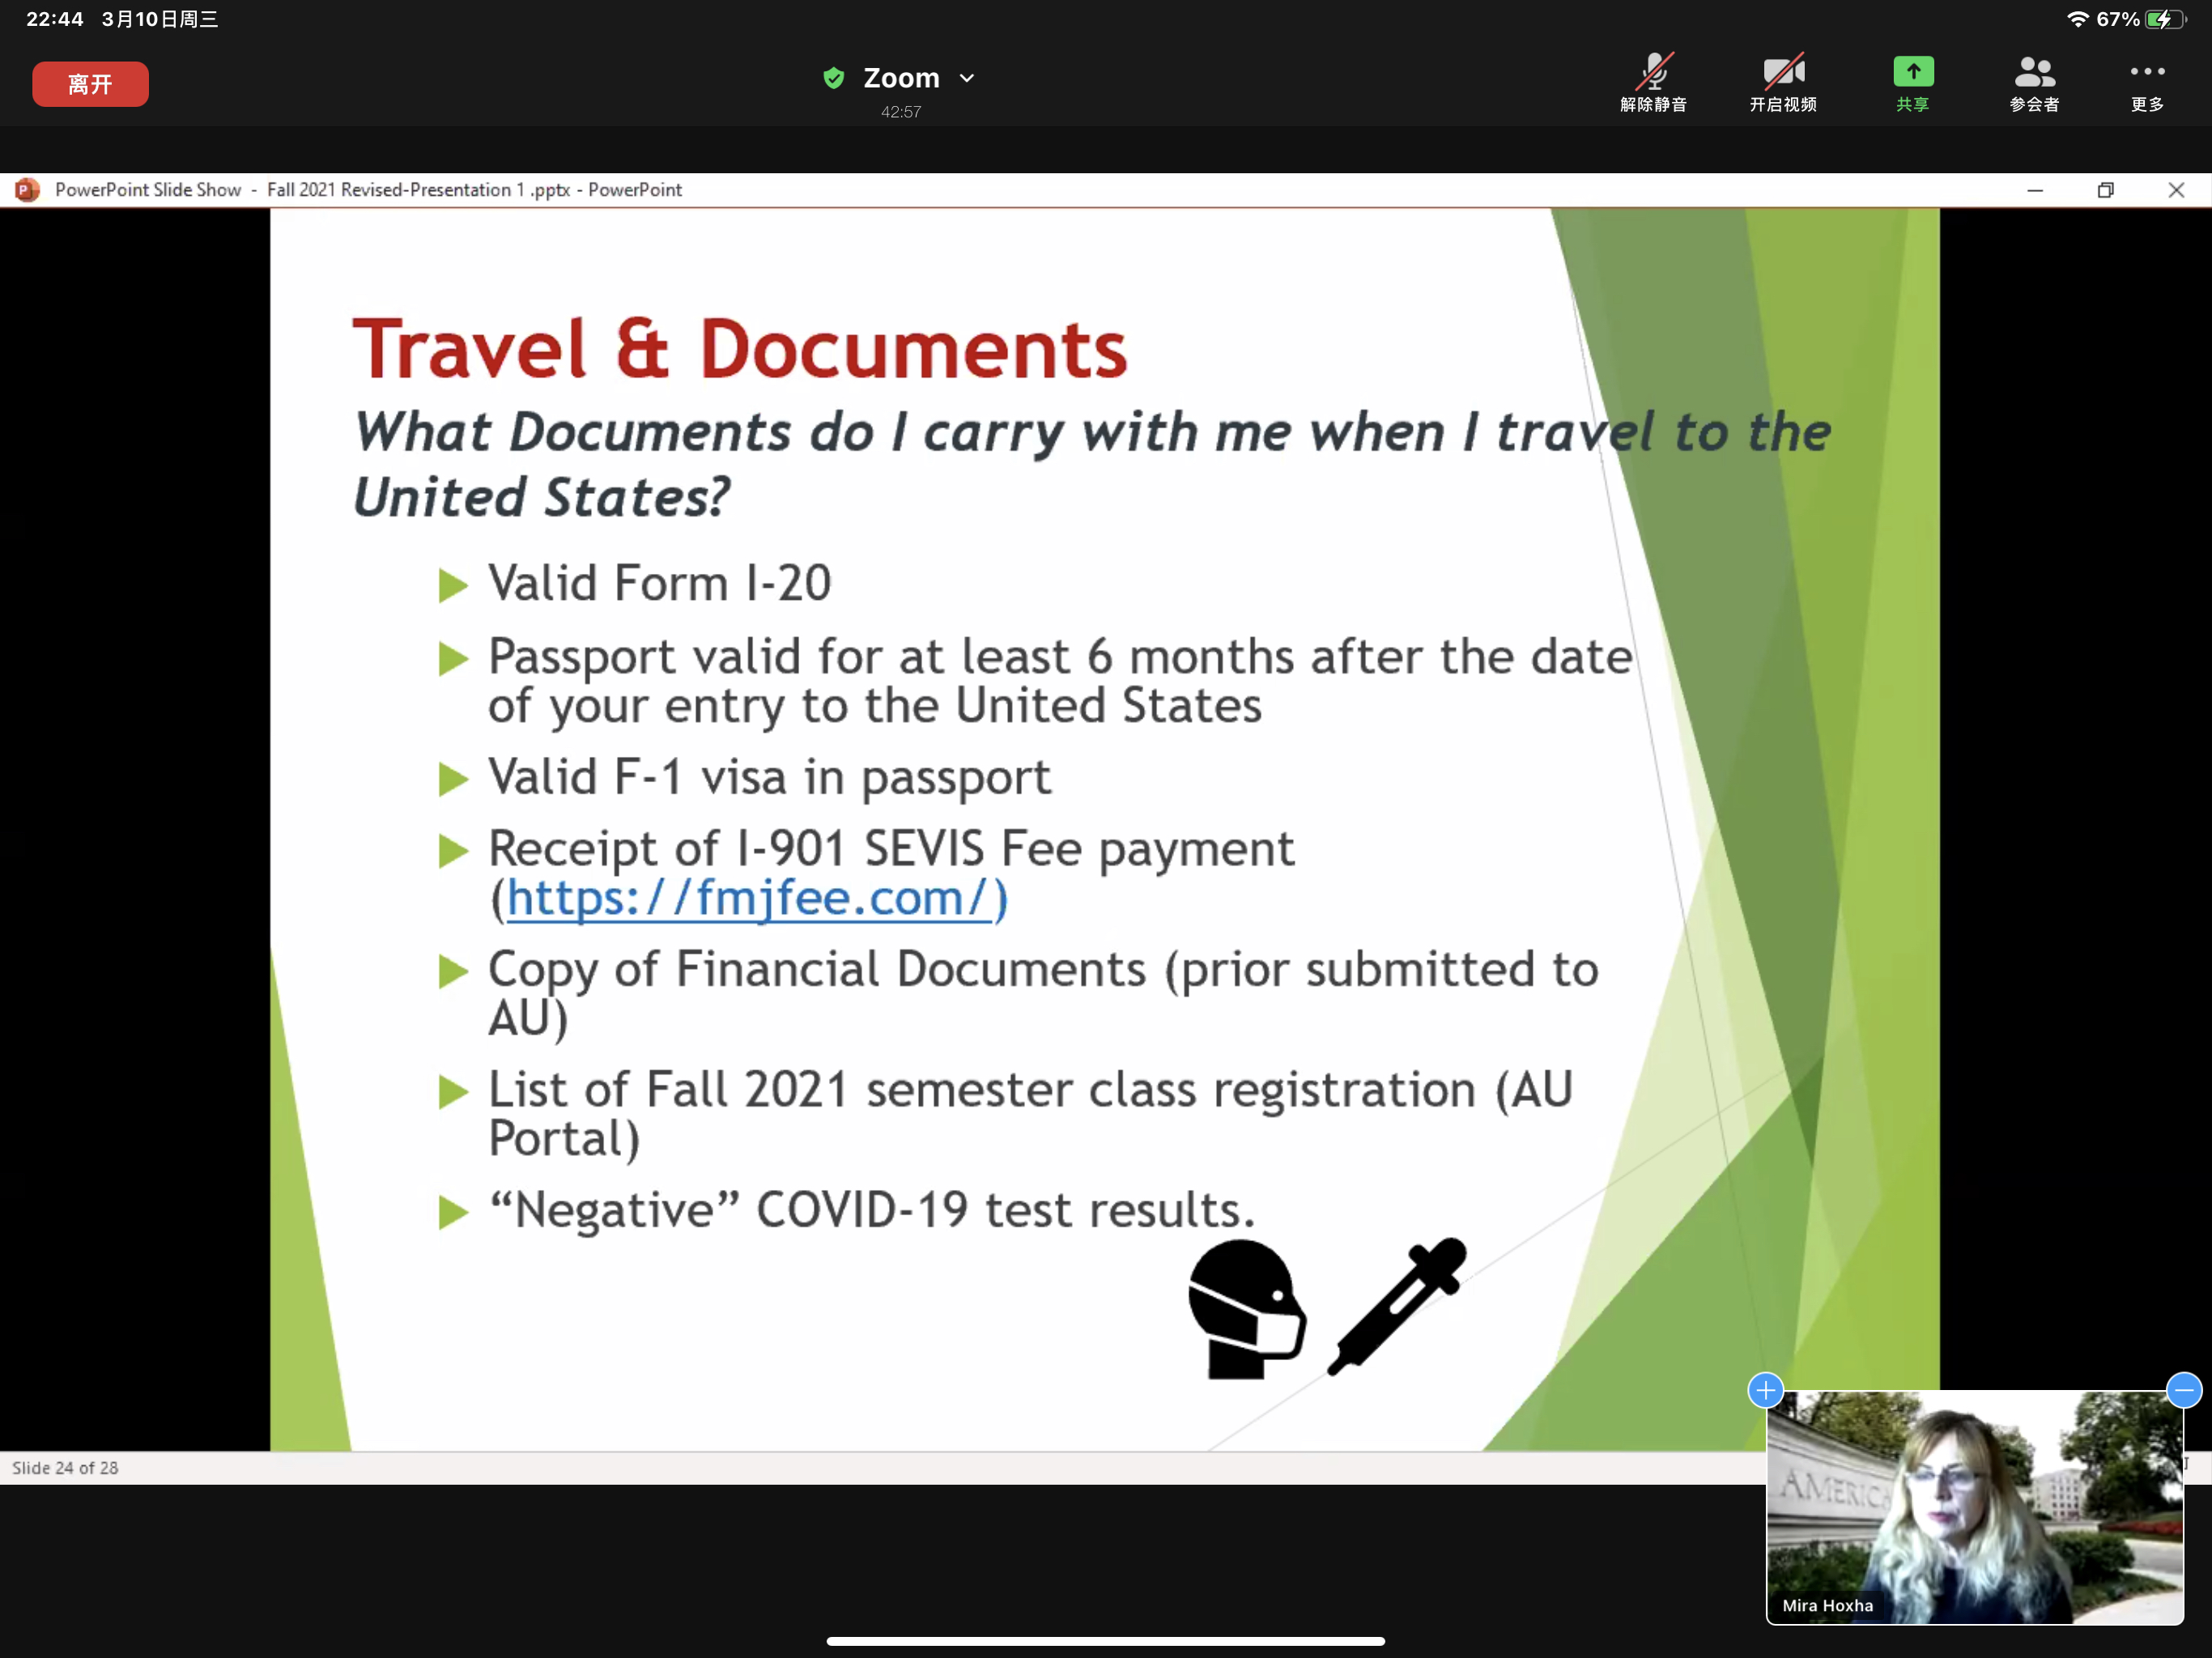 22:44 3月10日周三
67%
离开
Zoom
42:57
解除静音
开启视频
共享
参会者
更多
PowerPoint Slide Show - Fall 2021 Revised-Presentation 1 .pptx - PowerPoint
Travel & Documents
What Documents do I carry with me when I travel to the
United States?
Valid Form I-20
Passport valid for at least 6 months after the date
of your entry to the United States
Valid F-1 visa in passport
Receipt of I-901 SEVIS Fee payment
(https://fmjfee.com/)
Copy of Financial Documents (prior submitted to
AU)
List of Fall 2021 semester class registration (AU
Portal)
“Negative” COVID-19 test results.
Slide 24 of 28
AMERICA
Mira Hoxha